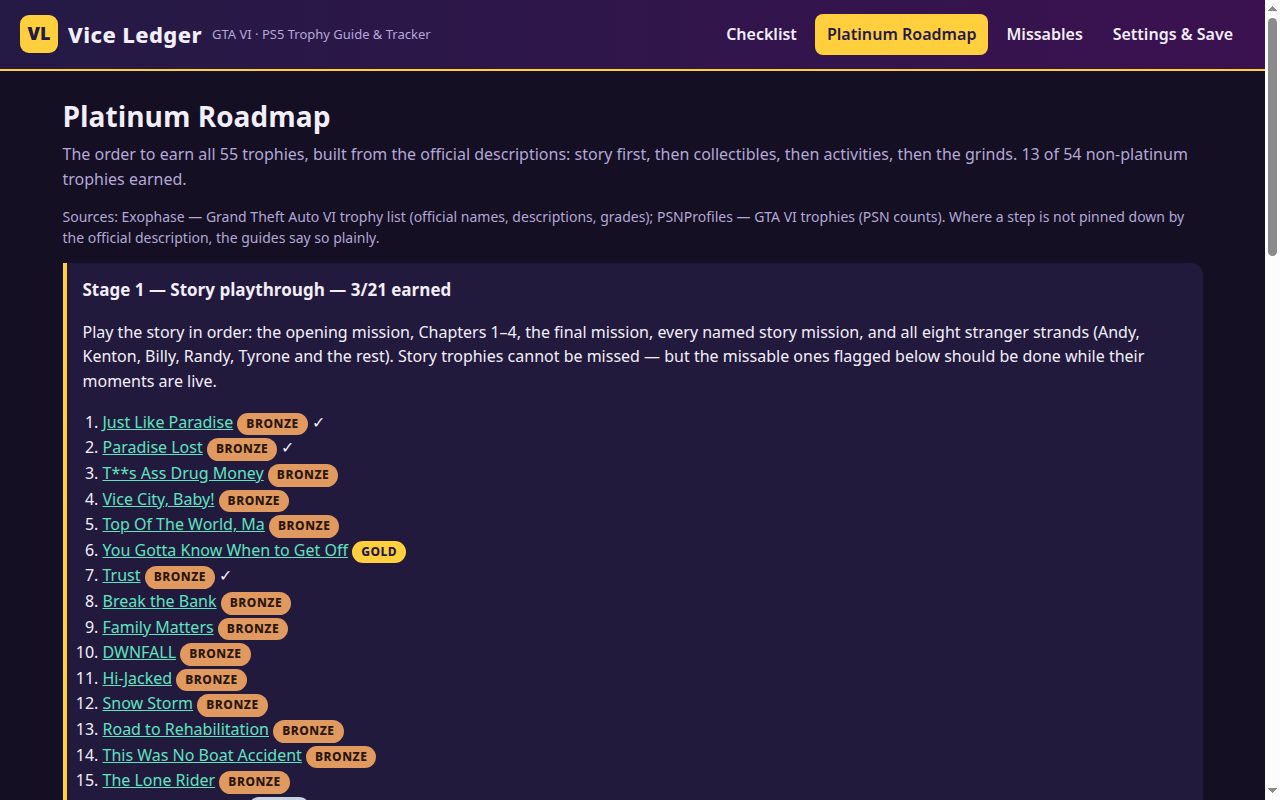 VL Vice Ledger GTA VI · PS5 Trophy Guide & Tracker Checklist Platinum Roadmap Missables Settings & Save
Platinum Roadmap
The order to earn all 55 trophies, built from the official descriptions: story first, then collectibles, then activities, then the grinds. 13 of 54 non-platinum
trophies earned.
Sources: Exophase — Grand Theft Auto VI trophy list (official names, descriptions, grades); PSNProfiles — GTA VI trophies (PSN counts). Where a step is not pinned down by
the official description, the guides say so plainly.
Stage 1 — Story playthrough — 3/21 earned
Play the story in order: the opening mission, Chapters 1–4, the final mission, every named story mission, and all eight stranger strands (Andy,
Kenton, Billy, Randy, Tyrone and the rest). Story trophies cannot be missed — but the missable ones flagged below should be done while their
moments are live.
1. Just Like Paradise BRONZE ✓
2. Paradise Lost BRONZE ✓
3. T**s Ass Drug Money BRONZE
4. Vice City, Baby! BRONZE
5. Top Of The World, Ma BRONZE
6. You Gotta Know When to Get Off GOLD
7. Trust BRONZE ✓
8. Break the Bank BRONZE
9. Family Matters BRONZE
10. DWNFALL BRONZE
11. Hi-Jacked BRONZE
12. Snow Storm BRONZE
13. Road to Rehabilitation BRONZE
14. This Was No Boat Accident BRONZE
15. The Lone Rider BRONZE